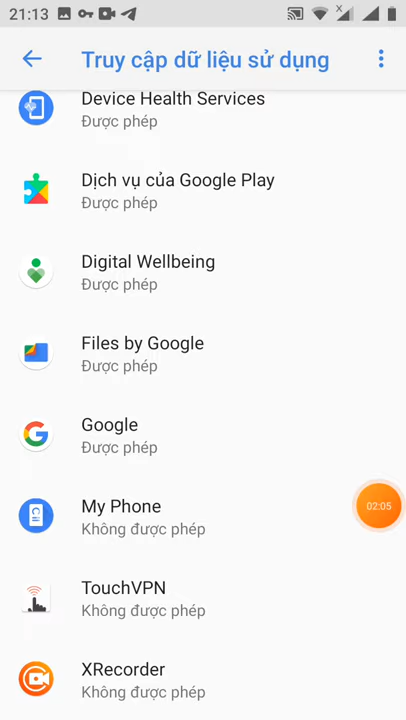 21:13
Truy cập dữ liệu sử dụng
Device Health Services
Được phép
Dịch vụ của Google Play
Được phép
Digital Wellbeing
Được phép
Files by Google
Được phép
Google
Được phép
My Phone
Không được phép
02:05
TouchVPN
Không được phép
XRecorder
Không được phép